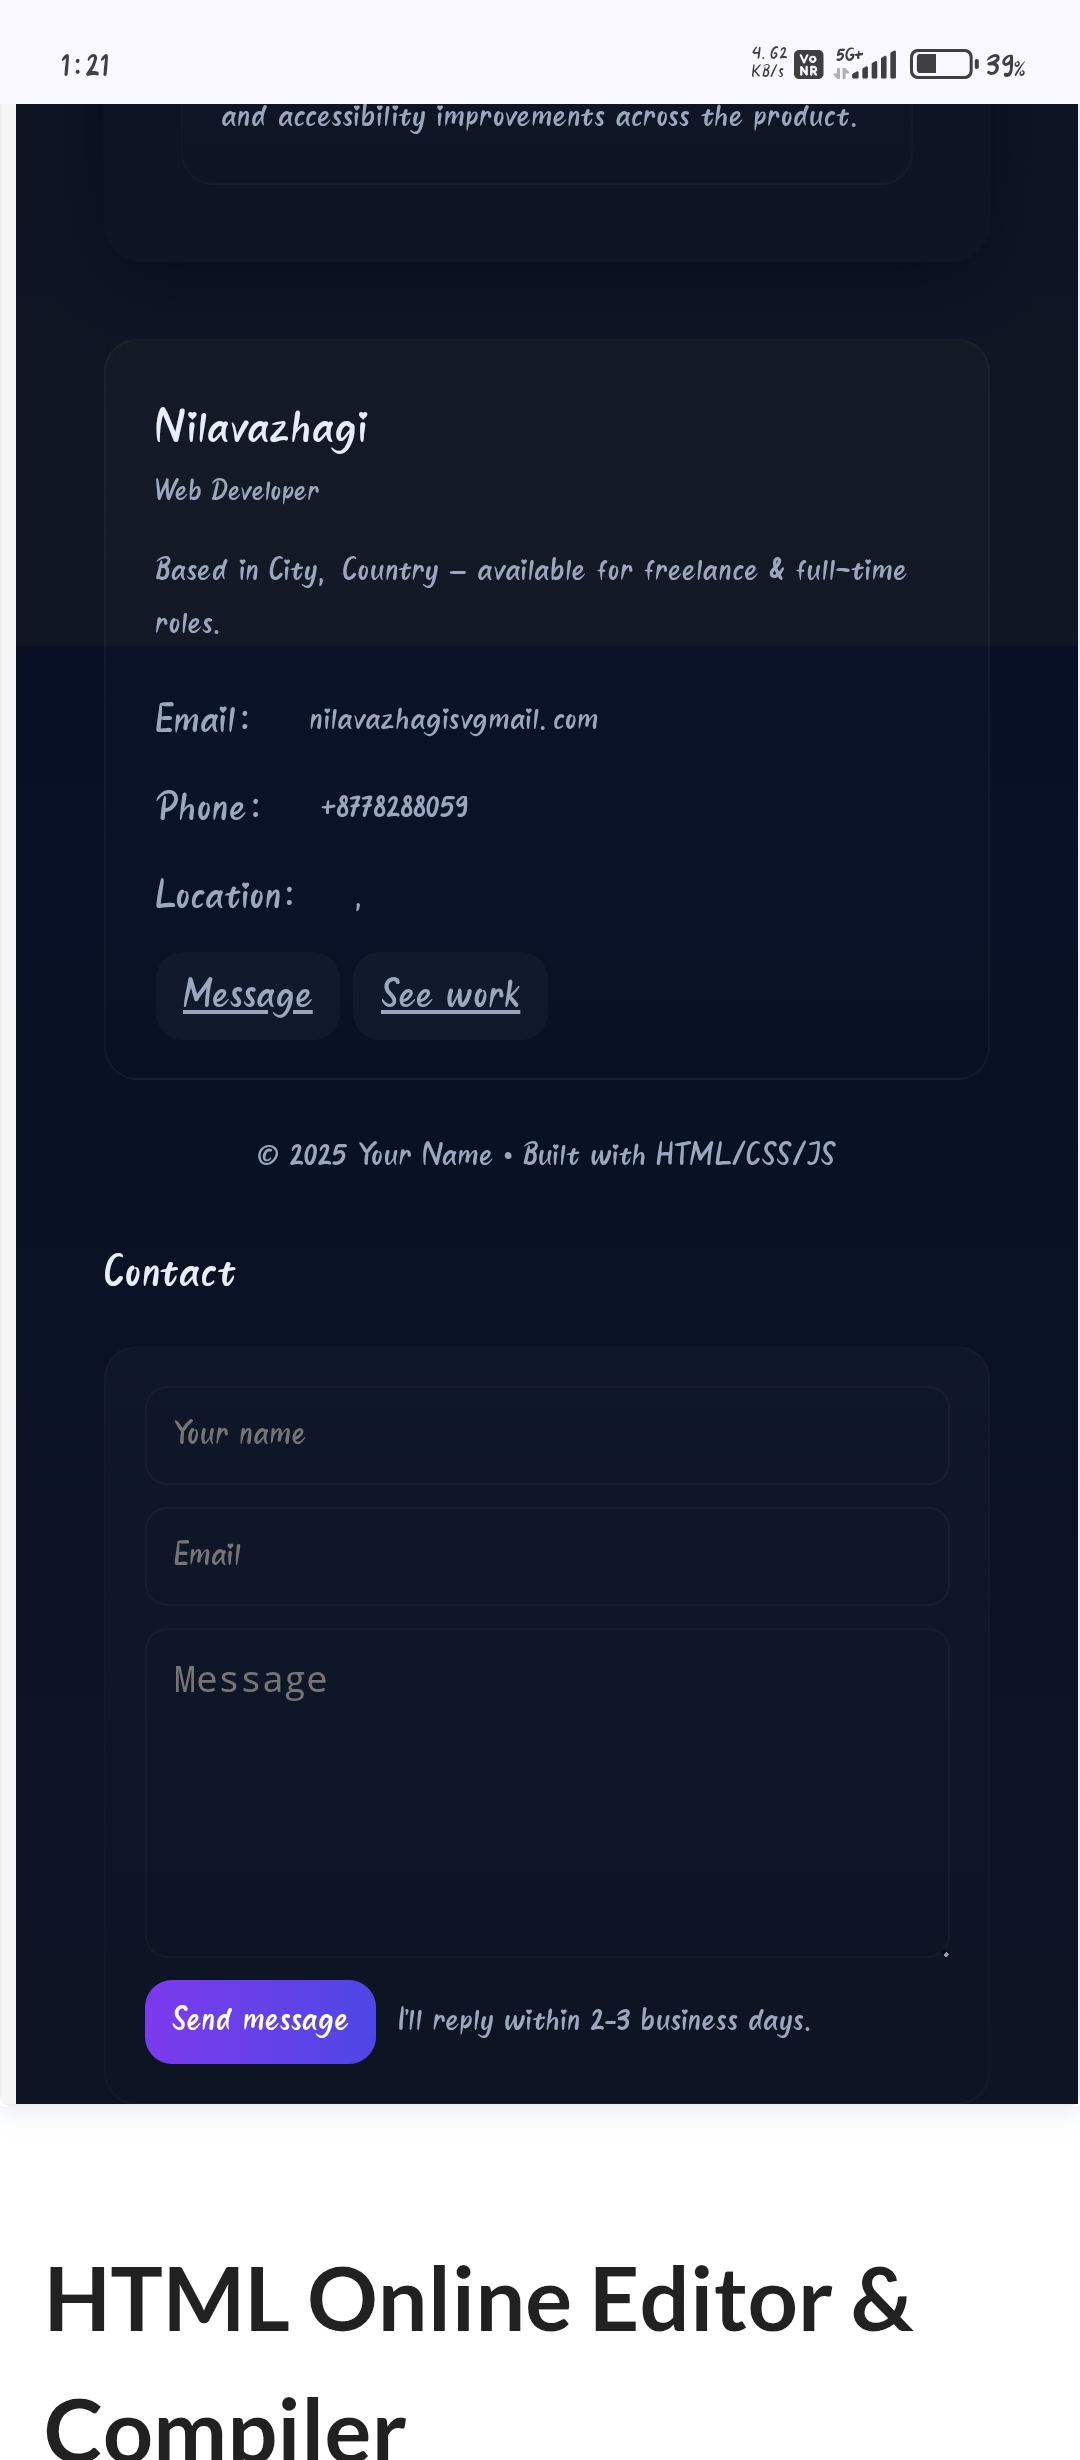 1:21
4.62
KB/s
Vo
NR
5G+
39%
and accessibility improvements across the product.
Nilavazhagi
Web Developer
Based in City, Country — available for freelance & full-time
roles.
Email: nilavazhagisvgmail.com
Phone: +8778288059
Location: ,
Message See work
© 2025 Your Name • Built with HTML/CSS/JS
Contact
Your name
Email
Message
Send message I'll reply within 2-3 business days.
HTML Online Editor &
Compiler